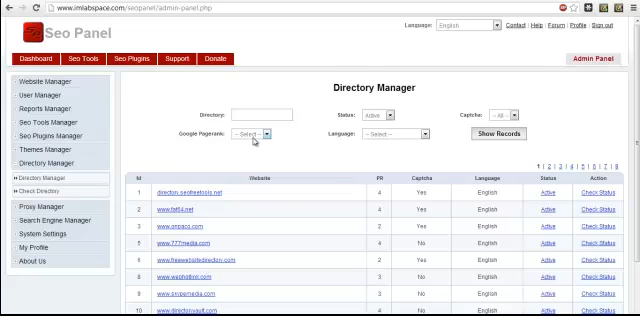 www.imlabspace.com/seopanel/admin-panel.php
Language: English Contact | Help | Forum | Profile | Sign out
Seo Panel
Dashboard Seo Tools Seo Plugins Support Donate Admin Panel
Website Manager
User Manager
Reports Manager
Seo Tools Manager
Seo Plugins Manager
Themes Manager
Directory Manager
Directory Manager
Check Directory
Proxy Manager
Search Engine Manager
System Settings
My Profile
About Us
Directory Manager
Directory: Status: Active Captcha: -- All --
Google Pagerank: -- Select -- Language: -- Select -- Show Records
1 | 2 | 3 | 4 | 5 | 6 | 7 | 8
Id Website PR Captcha Language Status Action
1 directory.seofreetools.net 4 Yes English Active Check Status
2 www.fat64.net 4 Yes English Active Check Status
3 www.onpaco.com 2 Yes English Active Check Status
5 www.777media.com 4 No English Active Check Status
6 www.freewebsitedirectory.com 2 Yes English Active Check Status
8 www.webhotlink.com 3 No English Active Check Status
9 www.snypemedia.com 3 No English Active Check Status
10 www.directoryvault.com 4 No English Active Check Status